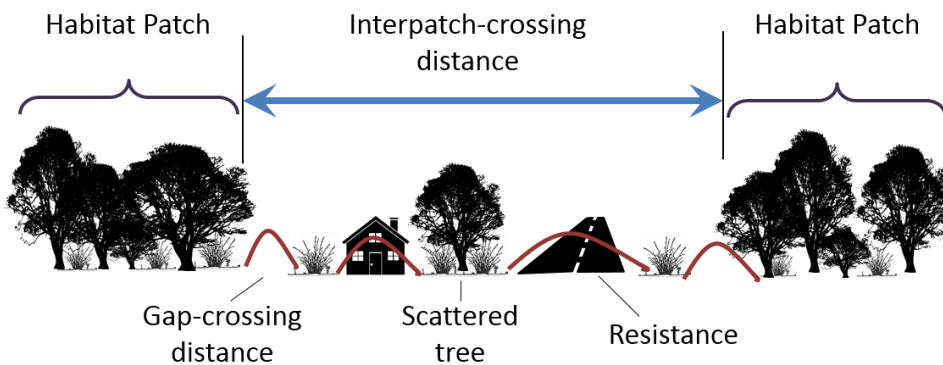 Habitat Patch
Interpatch-crossing
distance
Habitat Patch
Gap-crossing
distance
Scattered
tree
Resistance